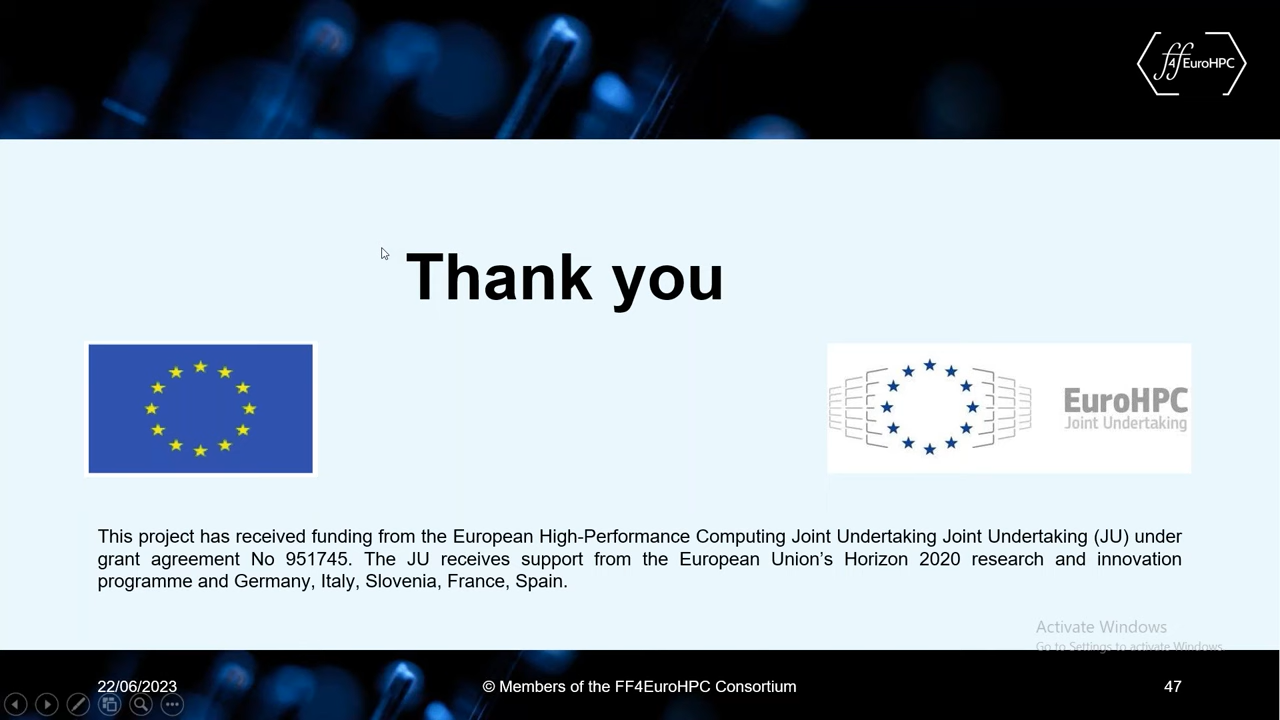 ff4EuroHPC
Thank you
EuroHPC
Joint Undertaking
This project has received funding from the European High-Performance Computing Joint Undertaking Joint Undertaking (JU) under
grant agreement No 951745. The JU receives support from the European Union’s Horizon 2020 research and innovation
programme and Germany, Italy, Slovenia, France, Spain.
Activate Windows
Go to Settings to activate Windows.
22/06/2023
© Members of the FF4EuroHPC Consortium
47